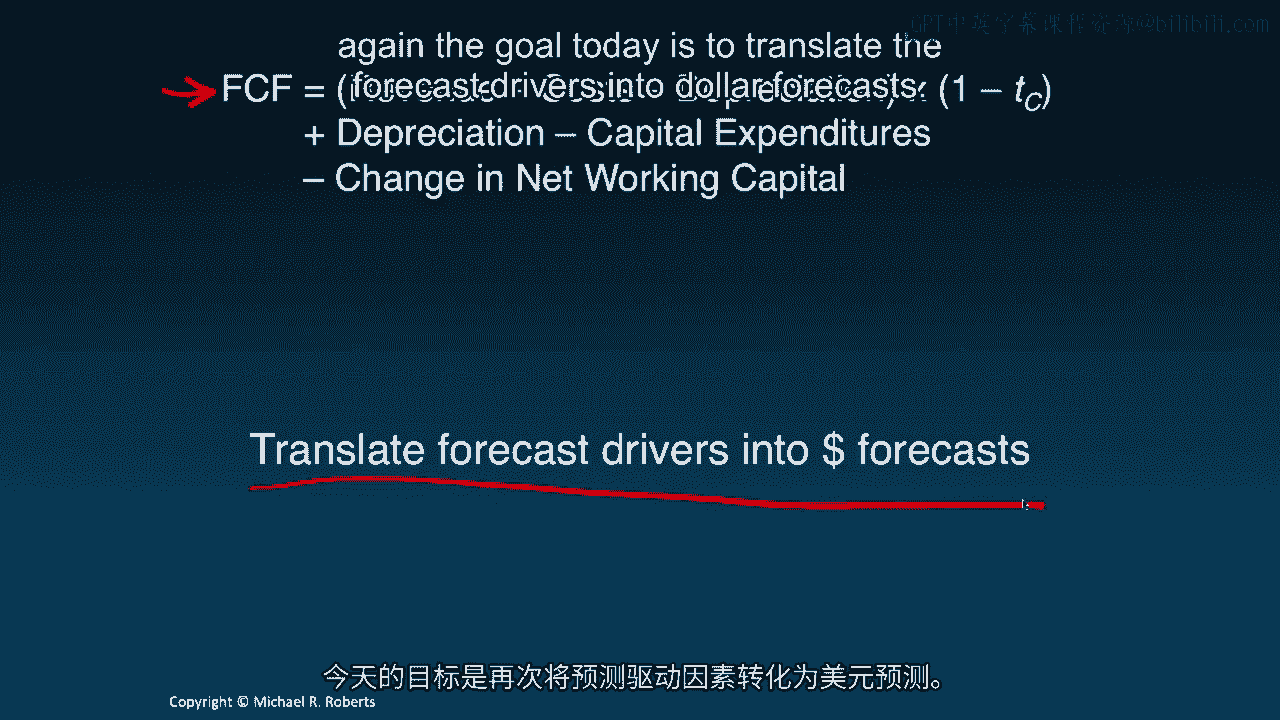 GPT中英字幕课程资源@bilibili.com
again the goal today is to translate the
forecast drivers into dollar forecasts.
FCF = ( (1 – tC)
+ Depreciation – Capital Expenditures
– Change in Net Working Capital
Translate forecast drivers into $ forecasts
今天的目标是再次将预测驱动因素转化为美元预测。
Copyright © Michael R. Roberts